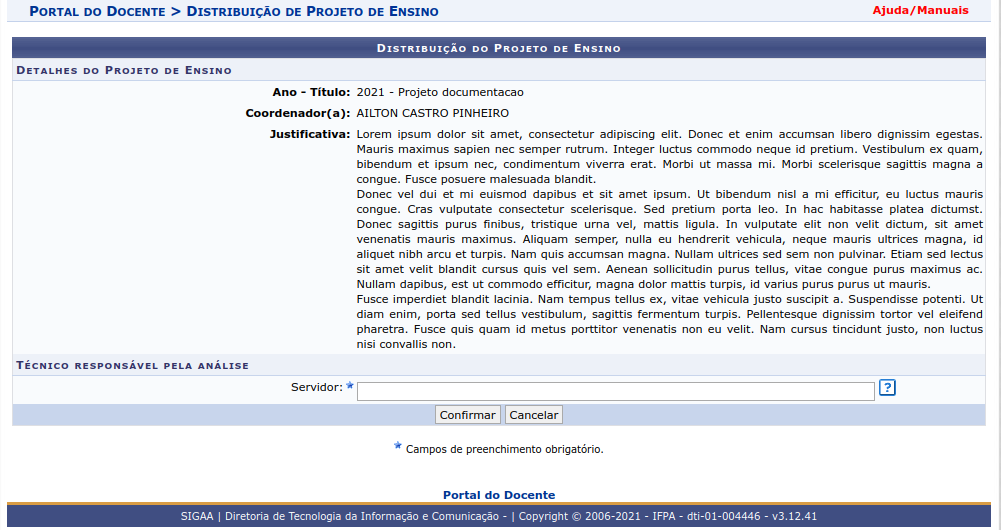 Portal do Docente > Distribuição de Projeto de Ensino
Ajuda/Manuais
Distribuição do Projeto de Ensino
Detalhes do Projeto de Ensino
Ano - Título: 2021 - Projeto documentacao
Coordenador(a): AILTON CASTRO PINHEIRO
Justificativa: Lorem ipsum dolor sit amet, consectetur adipiscing elit. Donec et enim accumsan libero dignissim egestas.
Mauris maximus sapien nec semper rutrum. Integer luctus commodo neque id pretium. Vestibulum ex quam,
bibendum et ipsum nec, condimentum viverra erat. Morbi ut massa mi. Morbi scelerisque sagittis magna a
congue. Fusce posuere malesuada blandit.
Donec vel dui et mi euismod dapibus et sit amet ipsum. Ut bibendum nisl a mi efficitur, eu luctus mauris
congue. Cras vulputate consectetur scelerisque. Sed pretium porta leo. In hac habitasse platea dictumst.
Donec sagittis purus finibus, tristique urna vel, mattis ligula. In vulputate elit non velit dictum, sit amet
venenatis mauris maximus. Aliquam semper, nulla eu hendrerit vehicula, neque mauris ultrices magna, id
aliquet nibh arcu et turpis. Nam quis accumsan magna. Nullam ultrices sed sem non pulvinar. Etiam sed lectus
sit amet velit blandit cursus quis vel sem. Aenean sollicitudin purus tellus, vitae congue purus maximus ac.
Nullam dapibus, est ut commodo efficitur, magna dolor mattis turpis, id varius purus purus ut mauris.
Fusce imperdiet blandit lacinia. Nam tempus tellus ex, vitae vehicula justo suscipit a. Suspendisse potenti. Ut
diam enim, porta sed tellus vestibulum, sagittis fermentum turpis. Pellentesque dignissim tortor vel eleifend
pharetra. Fusce quis quam id metus porttitor venenatis non eu velit. Nam cursus tincidunt justo, non luctus
nisi convallis non.
Técnico responsável pela análise
Servidor: ?
Confirmar Cancelar
Campos de preenchimento obrigatório.
Portal do Docente
SIGAA | Diretoria de Tecnologia da Informação e Comunicação - | Copyright © 2006-2021 - IFPA - dti-01-004446 - v3.12.41